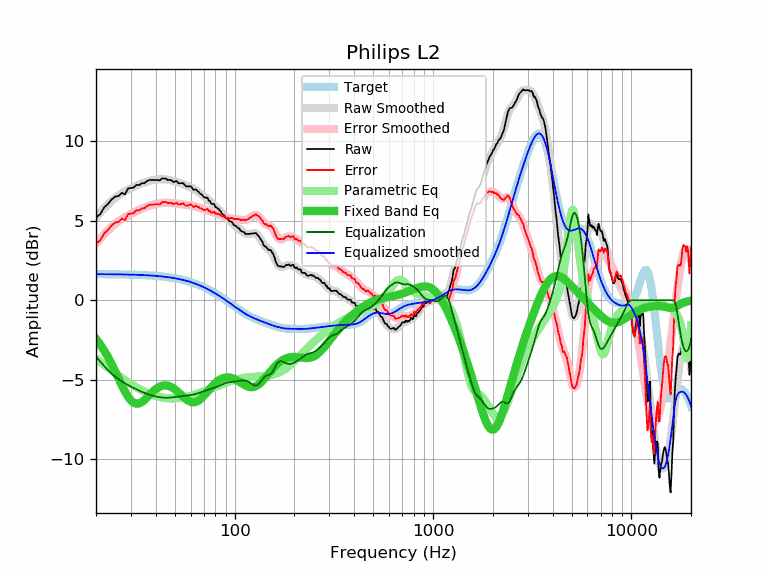 Philips L2
Target
Raw Smoothed
Error Smoothed
Raw
Error
Parametric Eq
Fixed Band Eq
Equalization
Equalized smoothed
10
5
0
−5
−10
Amplitude (dBr)
100
1000
10000
Frequency (Hz)